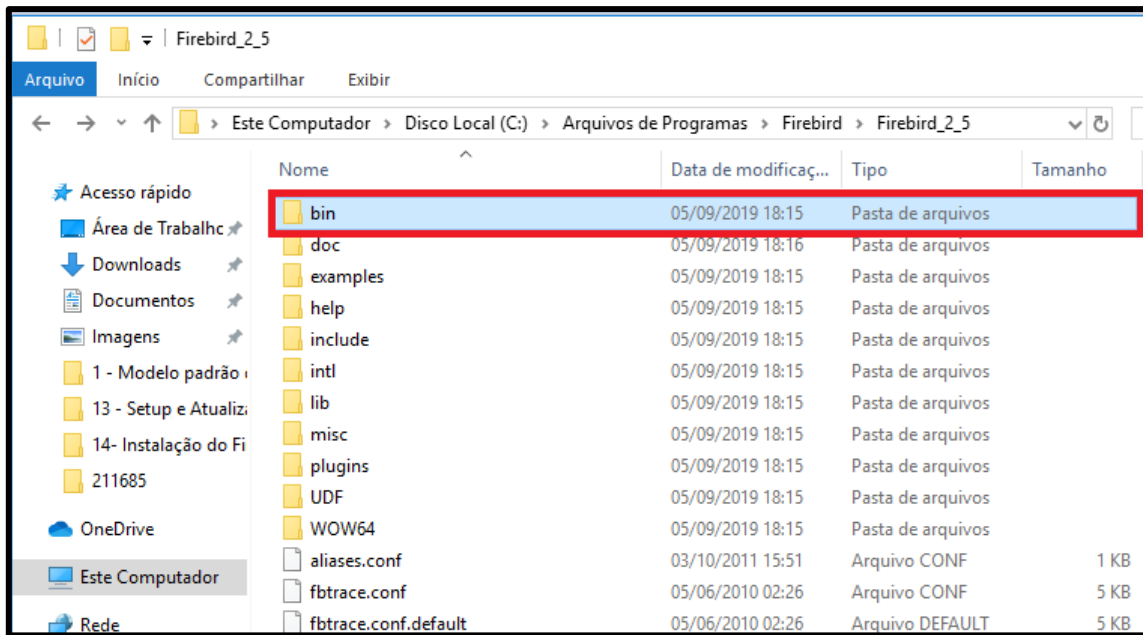 Firebird_2_5
Arquivo Início Compartilhar Exibir
Este Computador > Disco Local (C:) > Arquivos de Programas > Firebird > Firebird_2_5
Nome Data de modificaç... Tipo Tamanho
Acesso rápido
Área de Trabalhc
Downloads
Documentos
Imagens
1 - Modelo padrão
13 - Setup e Atualiz
14- Instalação do Fi
211685
OneDrive
Este Computador
Rede
bin 05/09/2019 18:15 Pasta de arquivos
doc 05/09/2019 18:16 Pasta de arquivos
examples 05/09/2019 18:15 Pasta de arquivos
help 05/09/2019 18:15 Pasta de arquivos
include 05/09/2019 18:15 Pasta de arquivos
intl 05/09/2019 18:15 Pasta de arquivos
lib 05/09/2019 18:15 Pasta de arquivos
misc 05/09/2019 18:15 Pasta de arquivos
plugins 05/09/2019 18:15 Pasta de arquivos
UDF 05/09/2019 18:15 Pasta de arquivos
WOW64 05/09/2019 18:15 Pasta de arquivos
aliases.conf 03/10/2011 15:51 Arquivo CONF 1 KB
fbtrace.conf 05/06/2010 02:26 Arquivo CONF 5 KB
fbtrace.conf.default 05/06/2010 02:26 Arquivo DEFAULT 5 KB